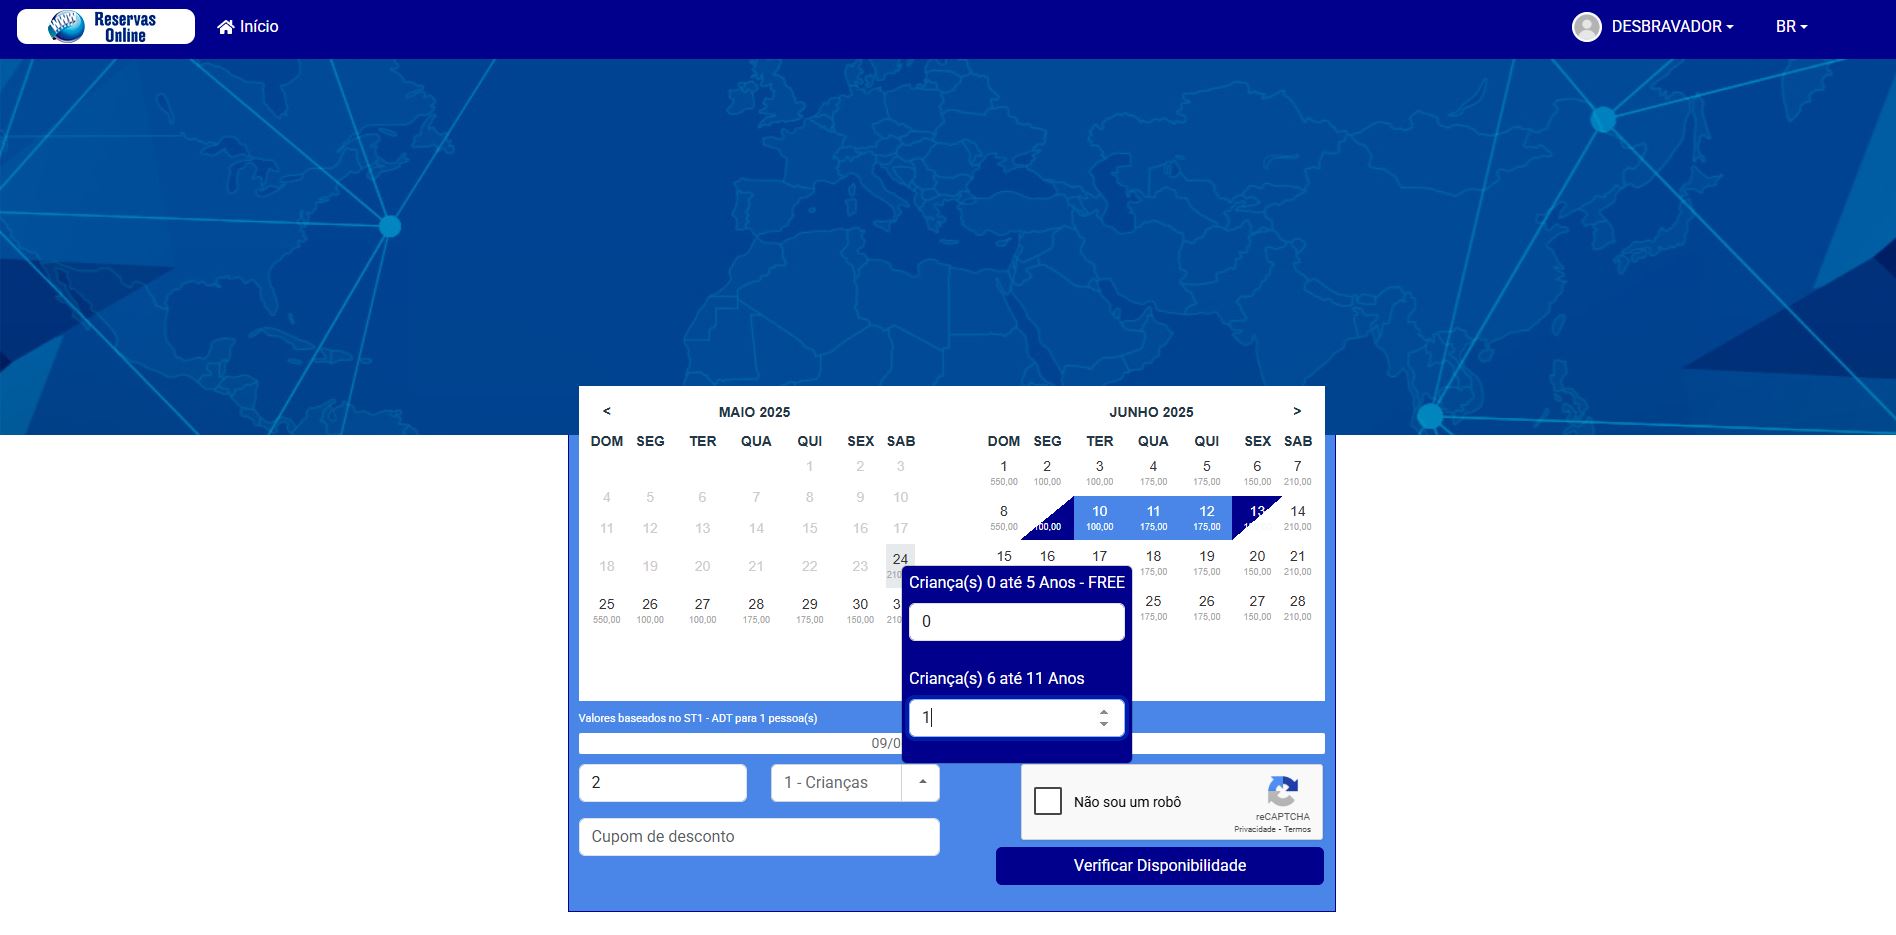 Reservas Online Início DESBRAVADOR BR
< MAIO 2025 JUNHO 2025 >
DOM SEG TER QUA QUI SEX SAB DOM SEG TER QUA QUI SEX SAB
1 2 3 1 2 3 4 5 6 7
550,00 100,00 100,00 175,00 175,00 150,00 210,00
4 5 6 7 8 9 10 8 10 11 12 13 14
550,00 100,00 100,00 175,00 175,00 210,00
11 12 13 14 15 16 17
18 19 20 21 22 23 24 15 16 17 18 19 20 21
175,00 175,00 150,00 210,00
25 26 27 28 29 30 25 26 27 28
550,00 100,00 100,00 175,00 175,00 150,00 175,00 175,00 150,00 210,00
Criança(s) 0 até 5 Anos - FREE
0
Criança(s) 6 até 11 Anos
1
Valores baseados no ST1 - ADT para 1 pessoa(s)
2 1 - Crianças
Não sou um robô
reCAPTCHA
Privacidade - Termos
Cupom de desconto
Verificar Disponibilidade